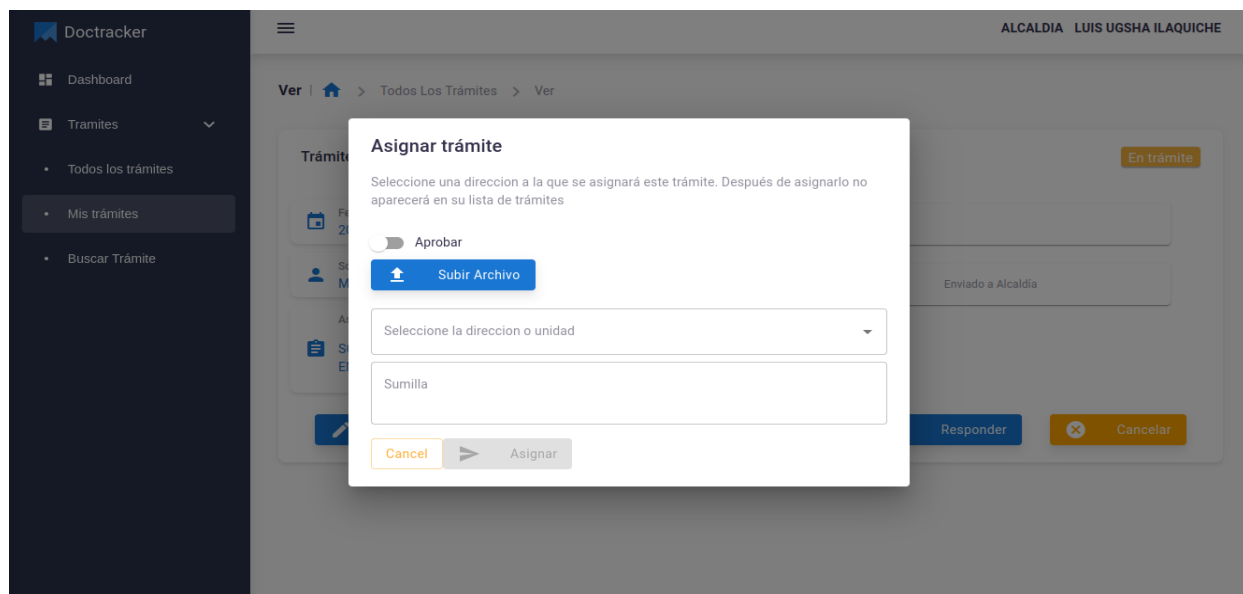 Doctracker
ALCALDIA LUIS UGSHA ILAQUICHE
Dashboard
Tramites
Todos los trámites
Mis trámites
Buscar Trámite
Ver | > Todos Los Trámites > Ver
En trámite
Asignar trámite
Seleccione una direccion a la que se asignará este trámite. Después de asignarlo no
aparecerá en su lista de trámites
Aprobar
Subir Archivo
Enviado a Alcaldía
Seleccione la direccion o unidad
Sumilla
Responder
Cancelar
Cancel
Asignar